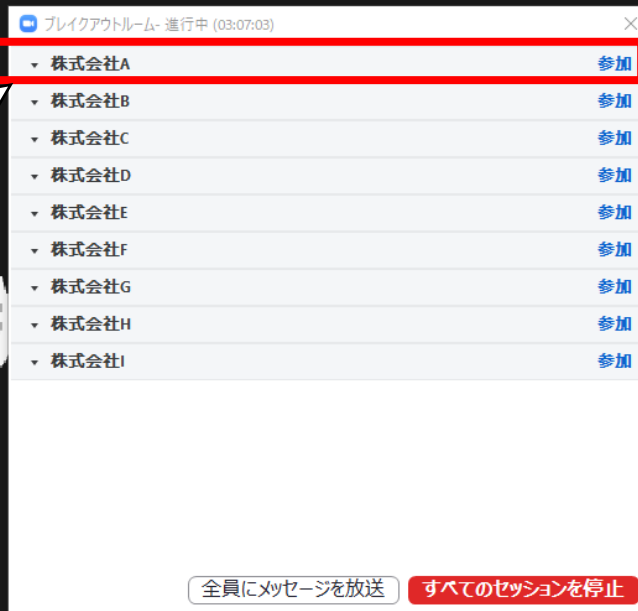 ブレイクアウトルーム- 進行中 (03:07:03)
株式会社A 参加
株式会社B 参加
株式会社C 参加
株式会社D 参加
株式会社E 参加
株式会社F 参加
株式会社G 参加
株式会社H 参加
株式会社I 参加
全員にメッセージを放送 すべてのセッションを停止